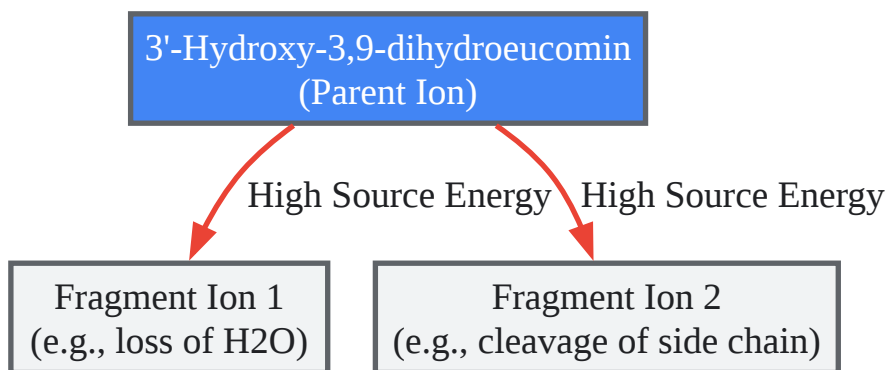 3'-Hydroxy-3,9-dihydroeucomin
(Parent Ion)
High Source Energy High Source Energy
Fragment Ion 1
(e.g., loss of H2O)
Fragment Ion 2
(e.g., cleavage of side chain)